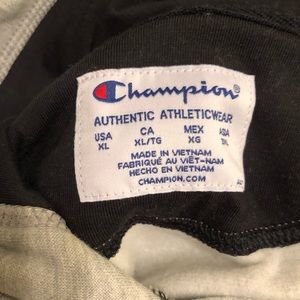 Champion
AUTHENTIC ATHLETICWEAR
USA CA MEX ASIA
XL XL/TG XG
MADE IN VIETNAM
FABRIQUÉ AU VIÊT-NAM
HECHO EN VIETNAM
CHAMPION.COM